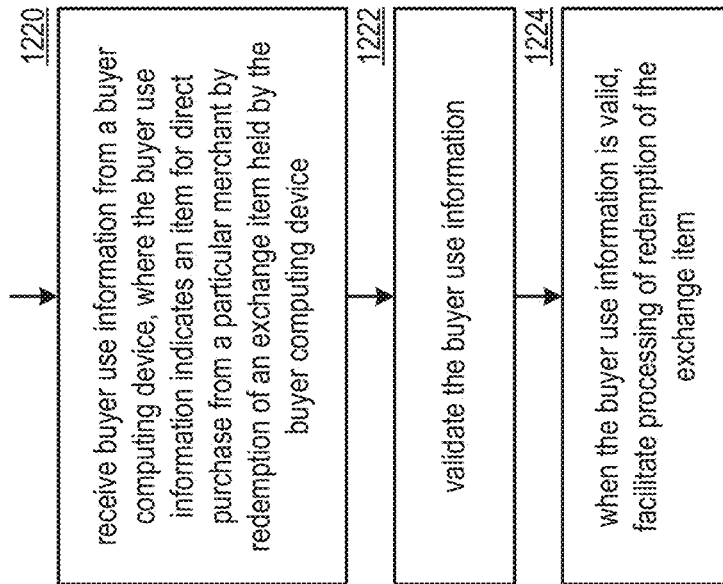 1220
receive buyer use information from a buyer
computing device, where the buyer use
information indicates an item for direct
purchase from a particular merchant by
redemption of an exchange item held by the
buyer computing device
1222
validate the buyer use information
1224
when the buyer use information is valid,
facilitate processing of redemption of the
exchange item